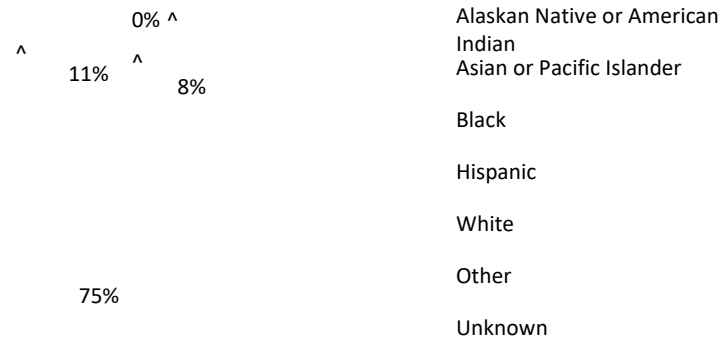 0% ^
^
^
11%
8%
75%
Alaskan Native or American
Indian
Asian or Pacific Islander
Black
Hispanic
White
Other
Unknown